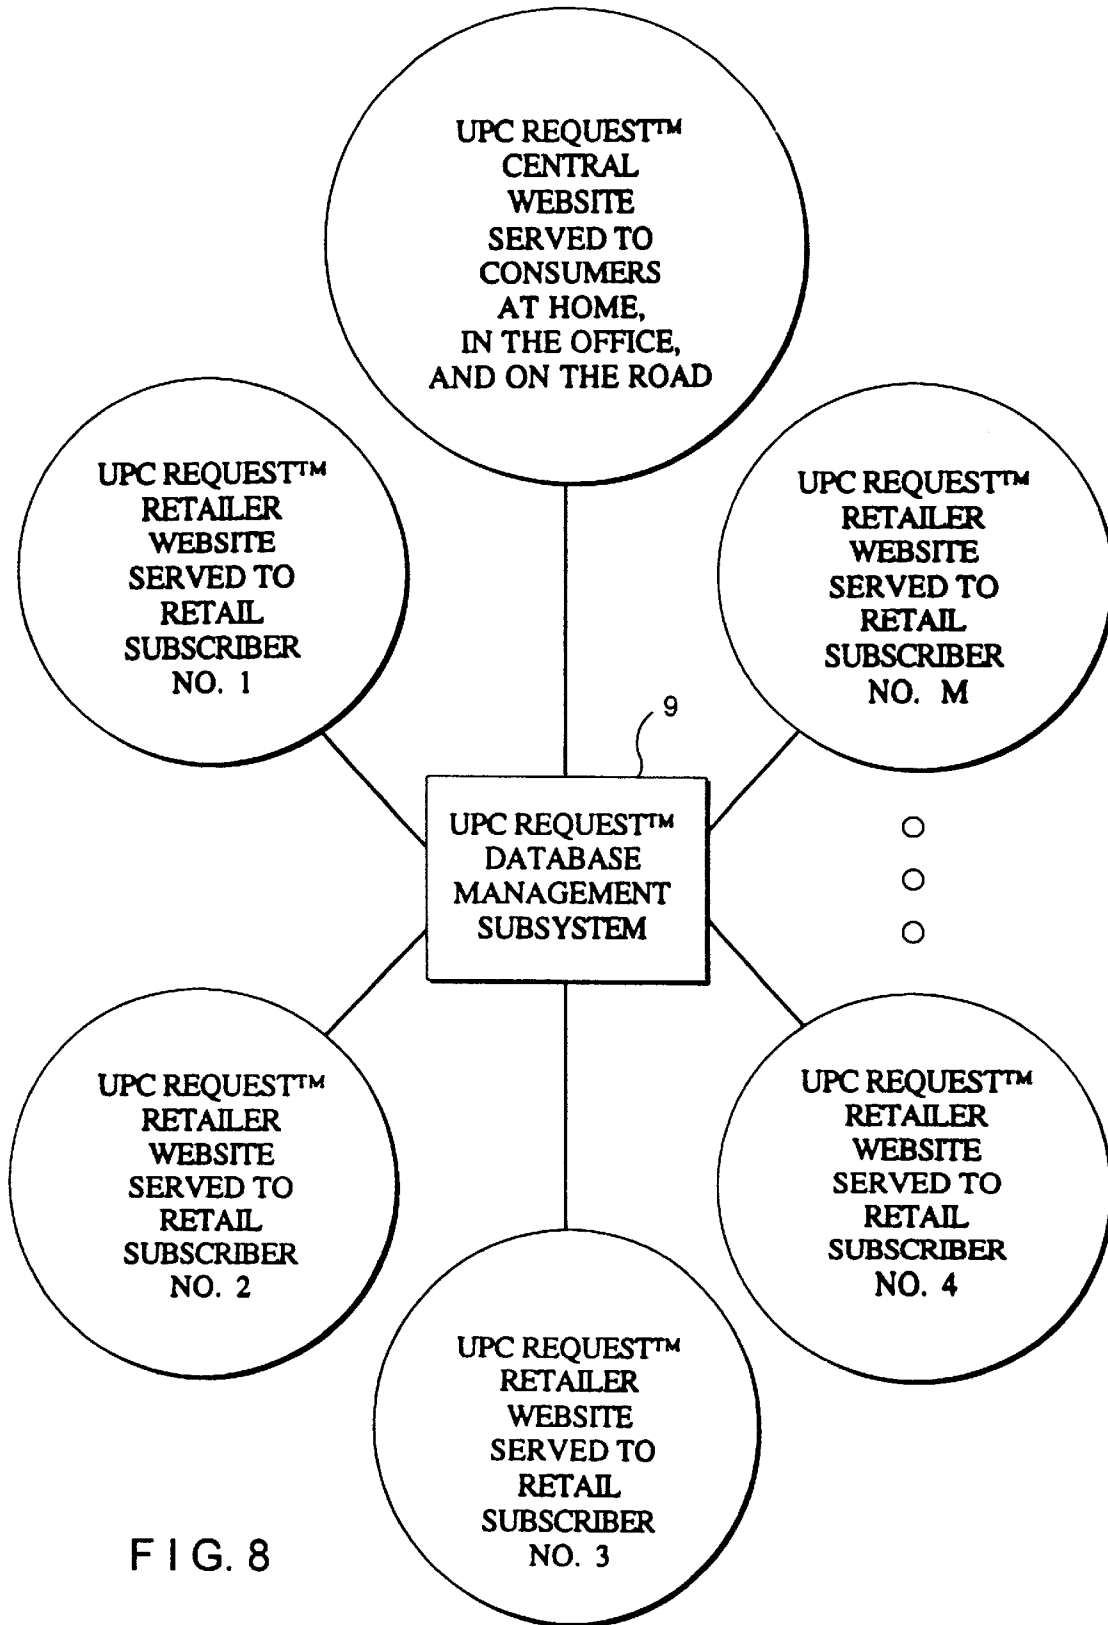 UPC REQUEST™
CENTRAL
WEBSITE
SERVED TO
CONSUMERS
AT HOME,
IN THE OFFICE,
AND ON THE ROAD
UPC REQUEST™
RETAILER
WEBSITE
SERVED TO
RETAIL
SUBSCRIBER
NO. 1
UPC REQUEST™
RETAILER
WEBSITE
SERVED TO
RETAIL
SUBSCRIBER
NO. M
9
UPC REQUEST™
DATABASE
MANAGEMENT
SUBSYSTEM
UPC REQUEST™
RETAILER
WEBSITE
SERVED TO
RETAIL
SUBSCRIBER
NO. 2
UPC REQUEST™
RETAILER
WEBSITE
SERVED TO
RETAIL
SUBSCRIBER
NO. 4
UPC REQUEST™
RETAILER
WEBSITE
SERVED TO
RETAIL
SUBSCRIBER
NO. 3
FIG. 8